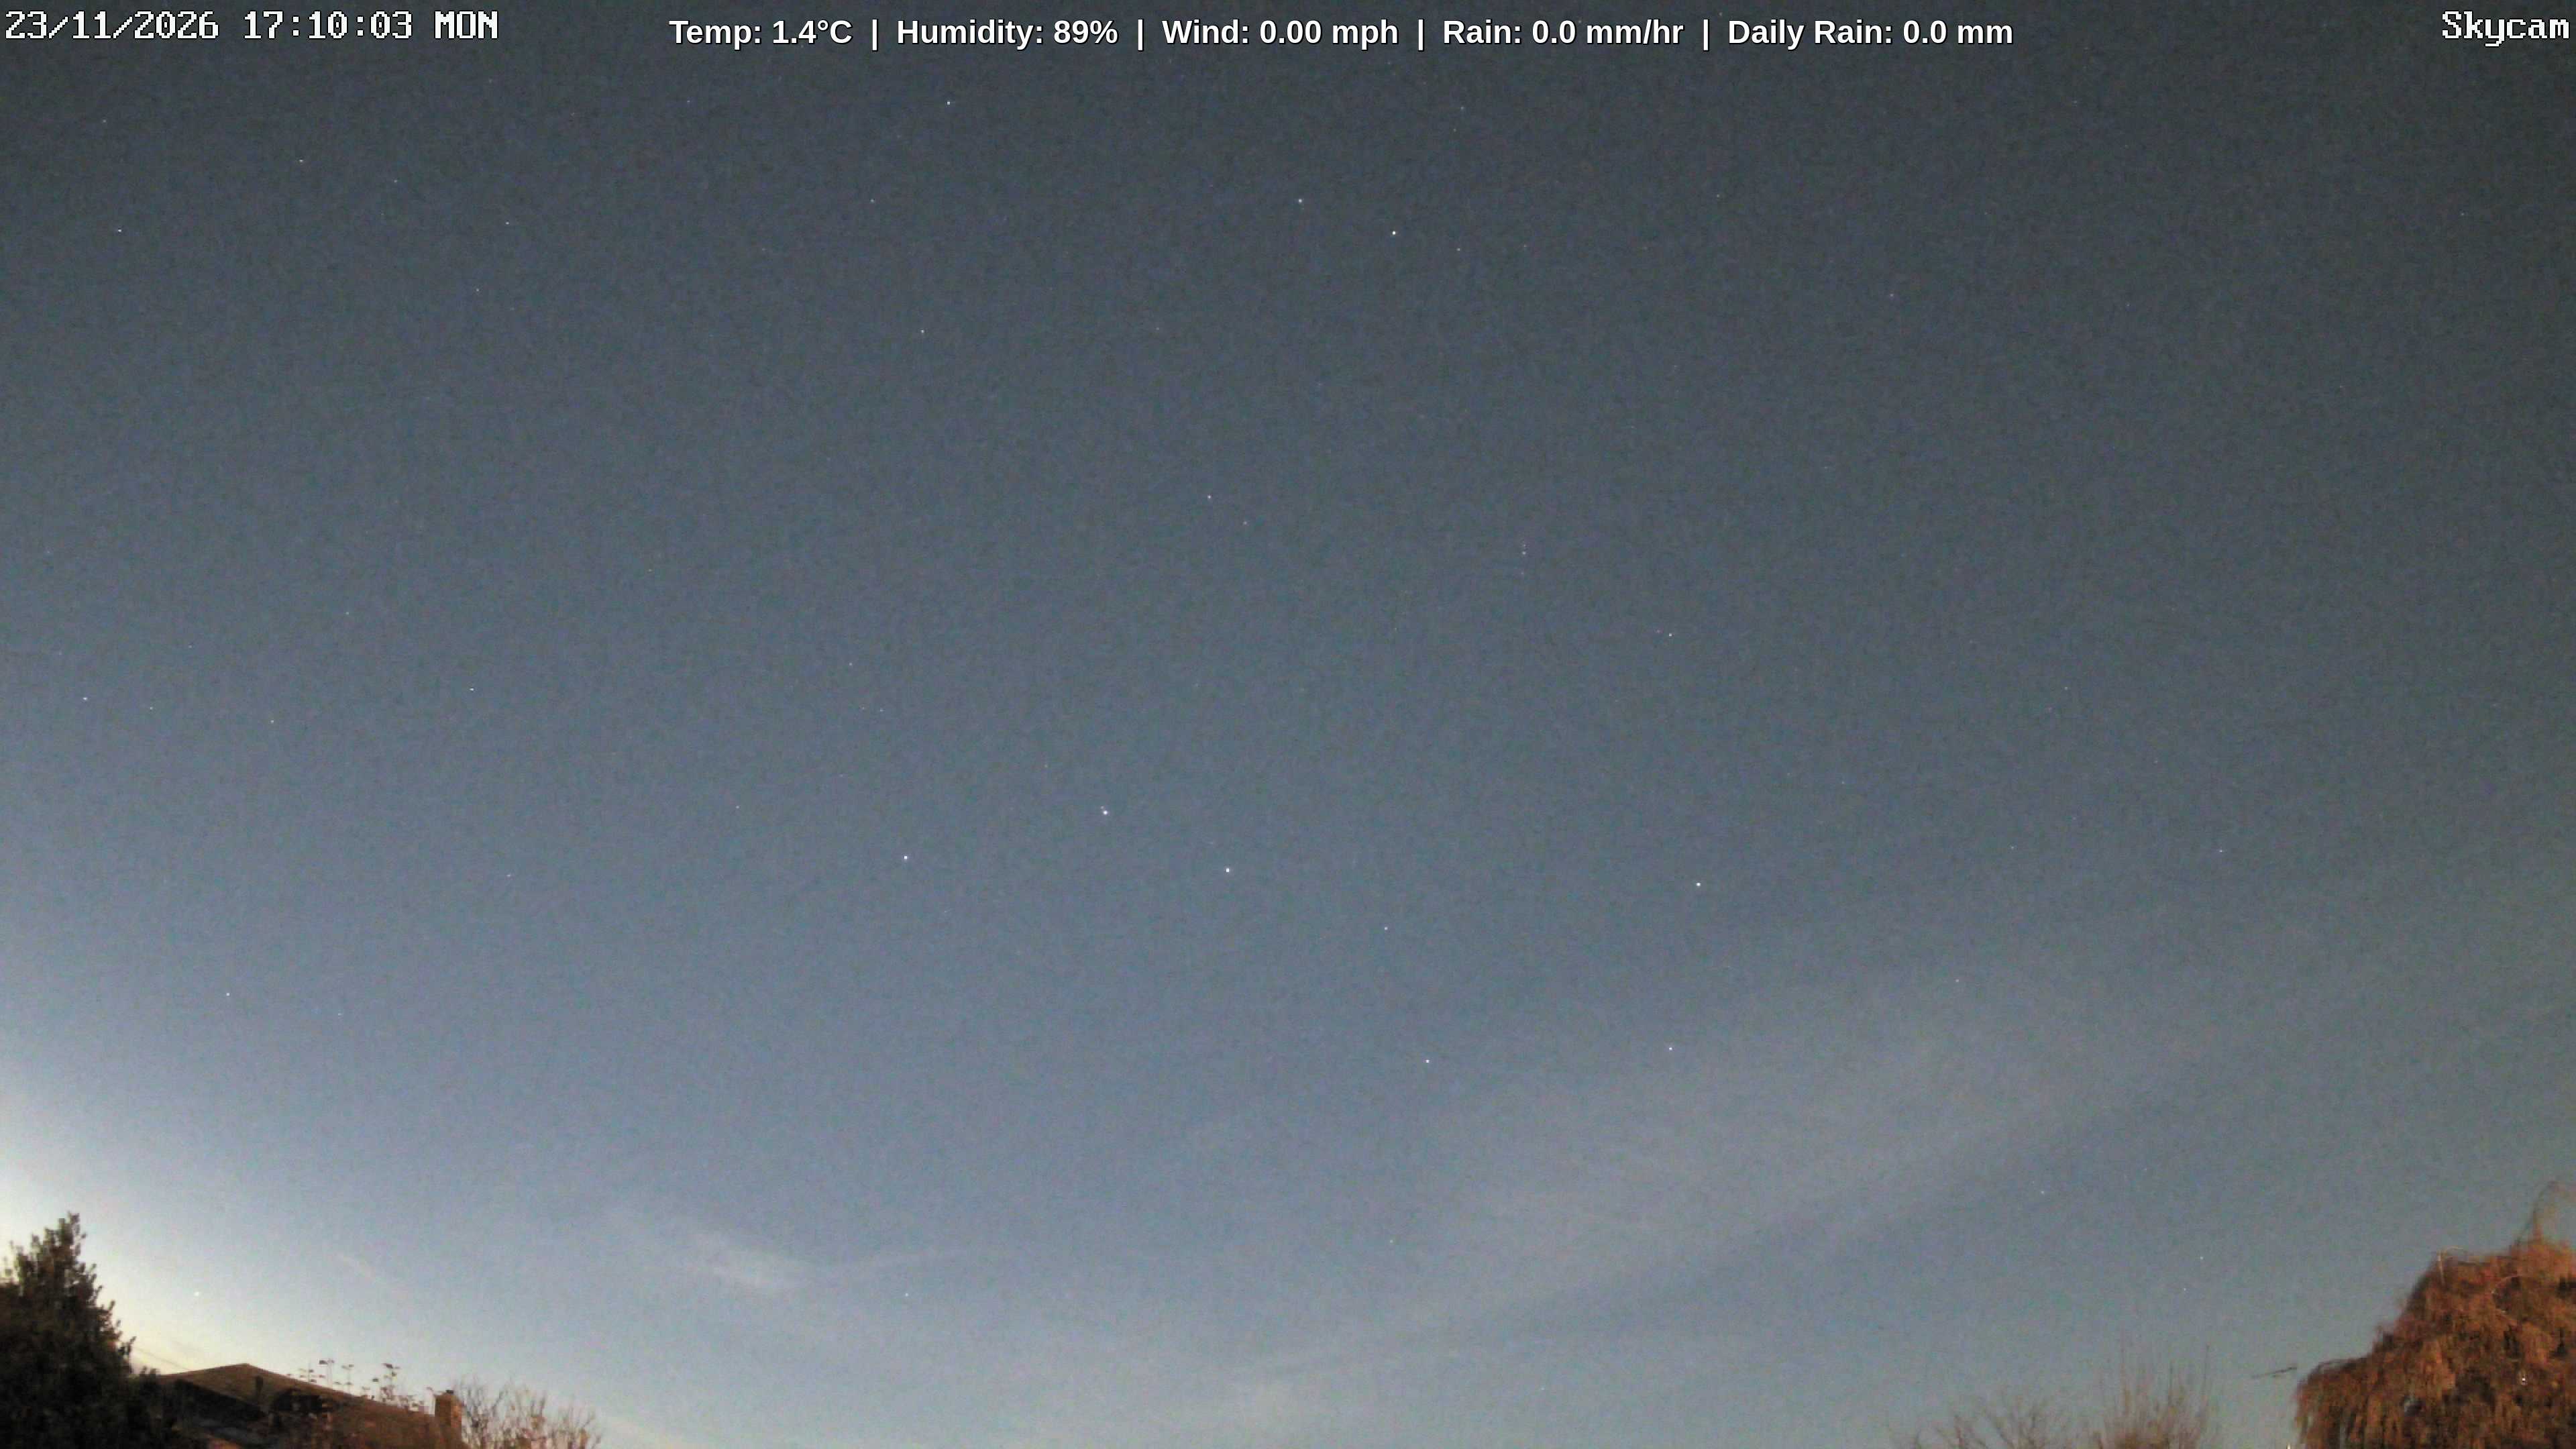 23/11/2026 17:10:03 MON
Temp: 1.4°C | Humidity: 89% | Wind: 0.00 mph | Rain: 0.0 mm/hr | Daily Rain: 0.0 mm
Skycam